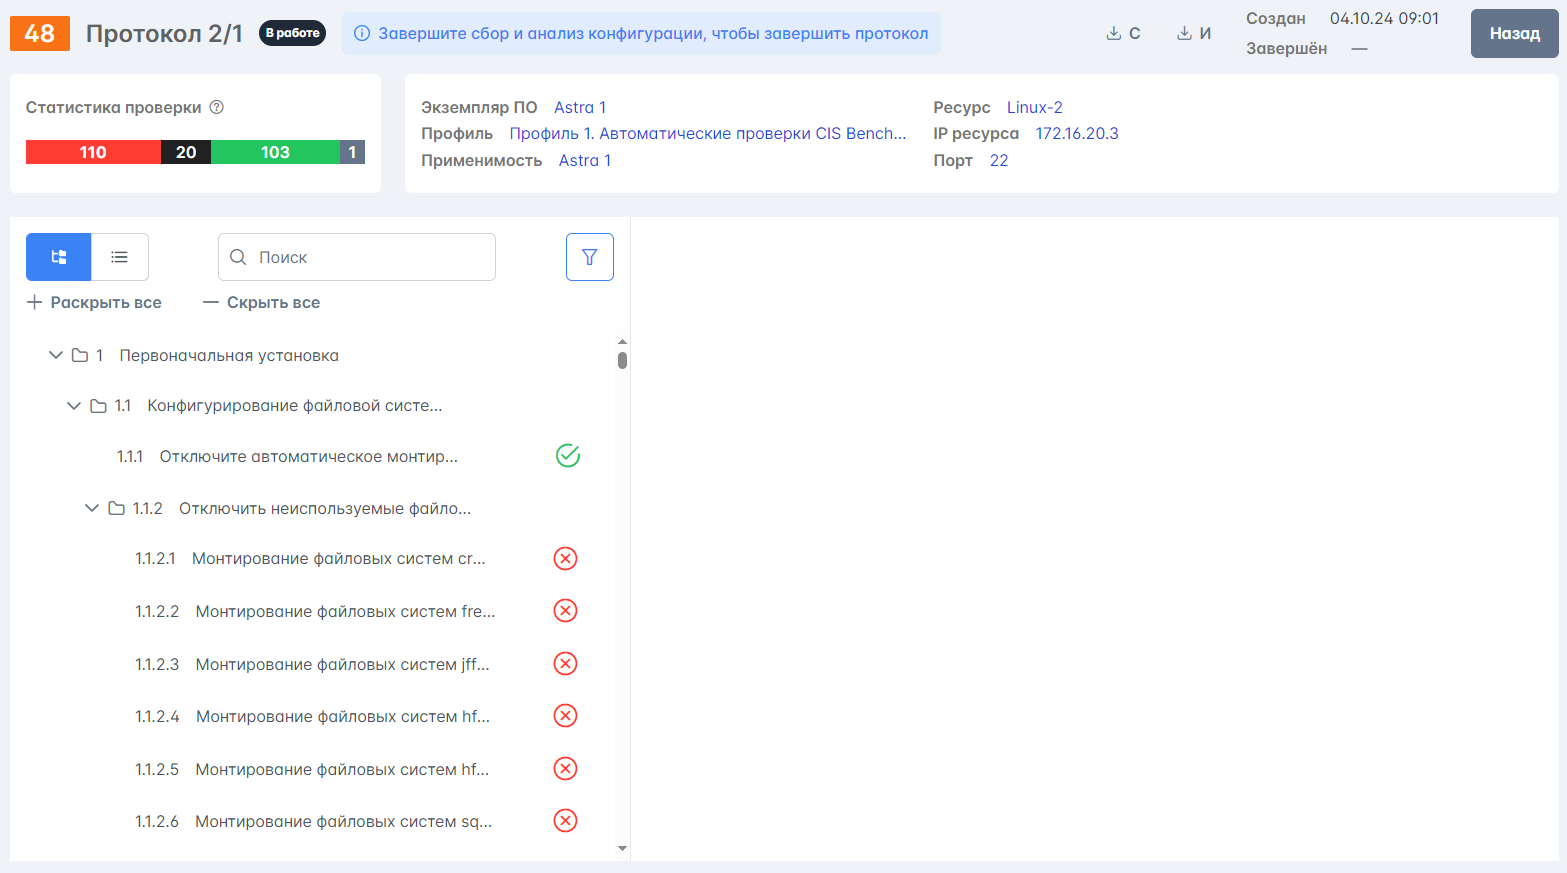 48 Протокол 2/1 В работе Завершите сбор и анализ конфигурации, чтобы завершить протокол С И Создан 04.10.24 09:01 Назад
Завершён —
Статистика проверки
110 20 103 1
Экземпляр ПО Astra 1
Профиль Профиль 1. Автоматические проверки CIS Bench...
Применимость Astra 1
Ресурс Linux-2
IP ресурса 172.16.20.3
Порт 22
Поиск
Раскрыть все Скрыть все
1 Первоначальная установка
1.1 Конфигурирование файловой систе...
1.1.1 Отключите автоматическое монтир...
1.1.2 Отключить неиспользуемые файло...
1.1.2.1 Монтирование файловых систем cr...
1.1.2.2 Монтирование файловых систем fre...
1.1.2.3 Монтирование файловых систем jff...
1.1.2.4 Монтирование файловых систем hf...
1.1.2.5 Монтирование файловых систем hf...
1.1.2.6 Монтирование файловых систем sq...